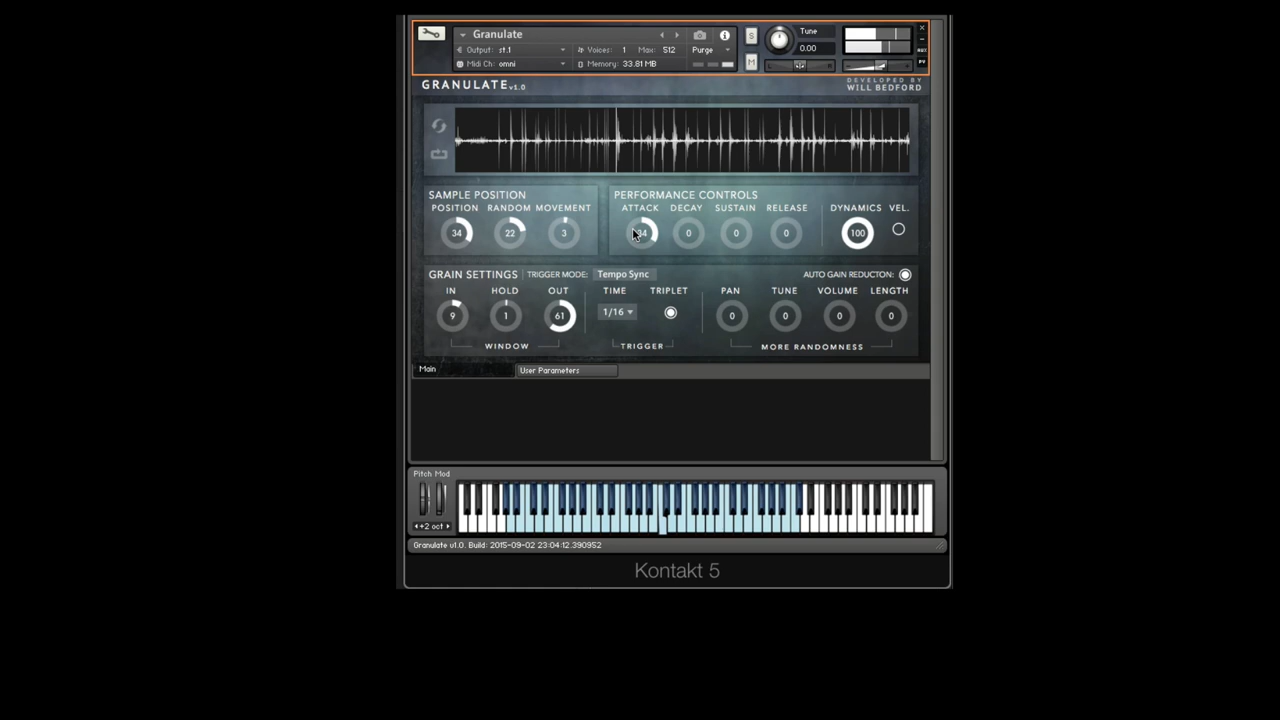 Granulate
Output: st.1 Voices: 1 Max: 512 Purge
Midi Ch: omni Memory: 33.81 MB
S
M
Tune
0.00
L R
AUX
PV
GRANULATE v1.0
DEVELOPED BY
WILL BEDFORD
SAMPLE POSITION
POSITION RANDOM MOVEMENT
34 22 3
PERFORMANCE CONTROLS
ATTACK DECAY SUSTAIN RELEASE DYNAMICS VEL.
0 0 0 100
GRAIN SETTINGS TRIGGER MODE: Tempo Sync AUTO GAIN REDUCTON:
IN HOLD OUT TIME TRIPLET PAN TUNE VOLUME LENGTH
9 1 61 1/16 0 0 0 0
WINDOW TRIGGER MORE RANDOMNESS
Main User Parameters
Pitch Mod
+2 oct
Granulate v1.0. Build: 2015-09-02 23:04:12.390952
Kontakt 5